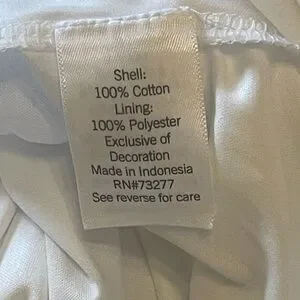 Shell:
100% Cotton
Lining:
100% Polyester
Exclusive of
Decoration
Made in Indonesia
RN#73277
See reverse for care